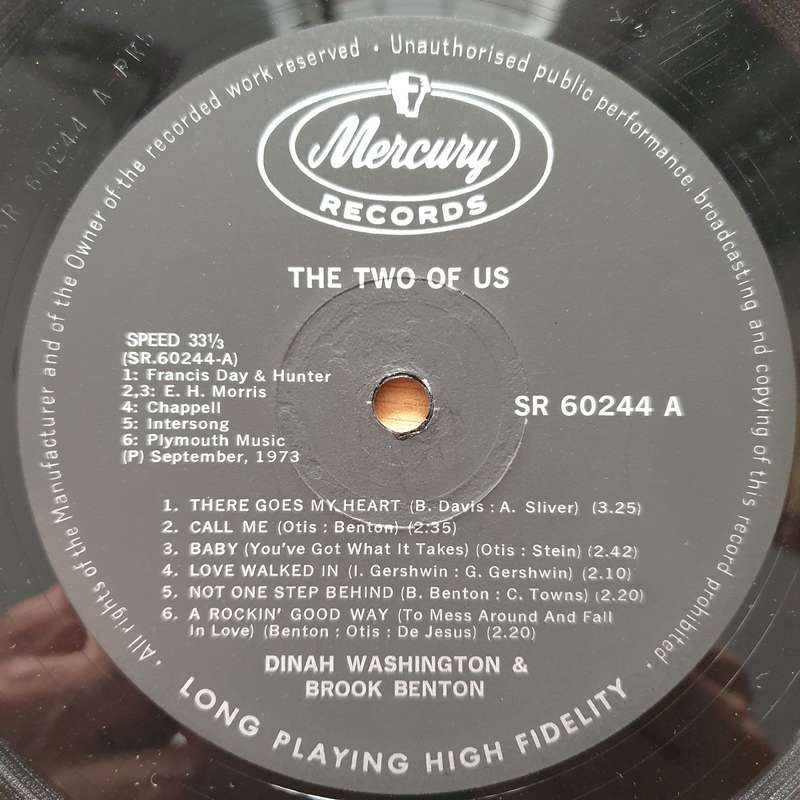 All rights of the Manufacturer and of the Owner of the recorded work reserved • Unauthorised public performance, broadcasting and copying of this record prohibited •
Mercury
RECORDS
THE TWO OF US
SPEED 33⅓
(SR.60244-A)
1: Francis Day & Hunter
2,3: E. H. Morris
4: Chappell
5: Intersong
6: Plymouth Music
(P) September, 1973
SR 60244 A
1. THERE GOES MY HEART (B. Davis : A. Sliver) (3.25)
2. CALL ME (Otis : Benton) (2.35)
3. BABY (You've Got What It Takes) (Otis : Stein) (2.42)
4. LOVE WALKED IN (I. Gershwin : G. Gershwin) (2.10)
5. NOT ONE STEP BEHIND (B. Benton : C. Towns) (2.20)
6. A ROCKIN' GOOD WAY (To Mess Around And Fall
In Love) (Benton : Otis : De Jesus) (2.20)
DINAH WASHINGTON &
BROOK BENTON
LONG PLAYING HIGH FIDELITY
SR 60244 A